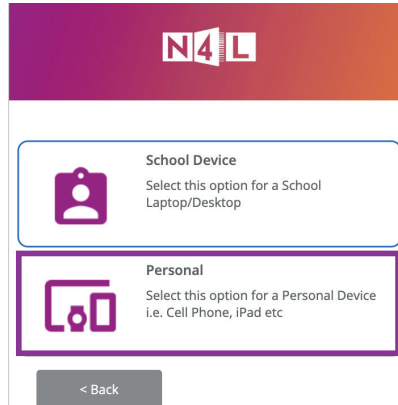 N4L
School Device
Select this option for a School
Laptop/Desktop
Personal
Select this option for a Personal Device
i.e. Cell Phone, iPad etc
< Back